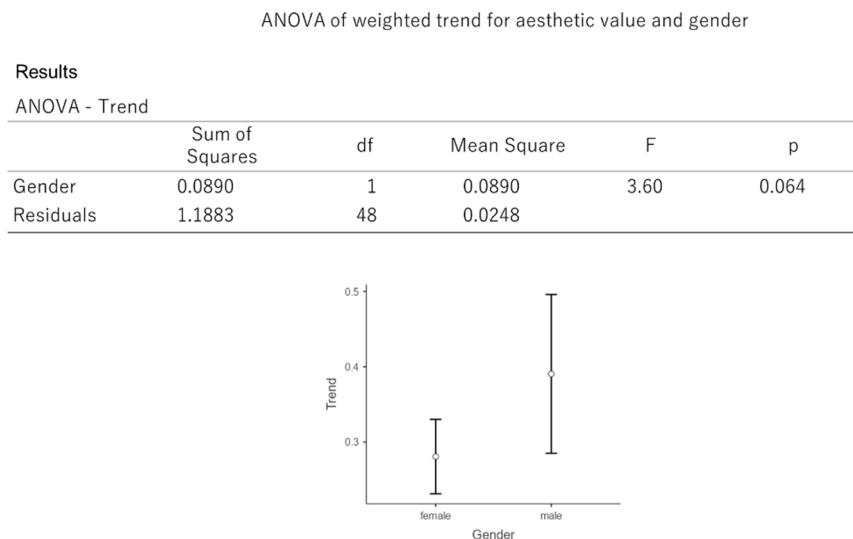 ANOVA of weighted trend for aesthetic value and gender
Results
ANOVA - Trend
Sum of Squares df Mean Square F p
Gender 0.0890 1 0.0890 3.60 0.064
Residuals 1.1883 48 0.0248
0.5
0.4
0.3
Trend
female male
Gender